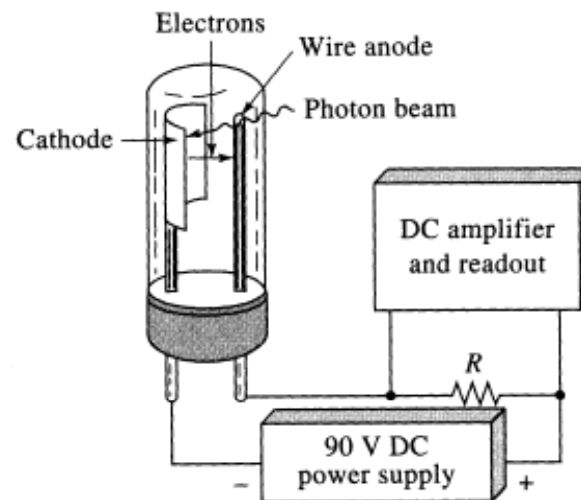 Electrons
Wire anode
Photon beam
Cathode
DC amplifier
and readout
R
90 V DC
power supply
− +